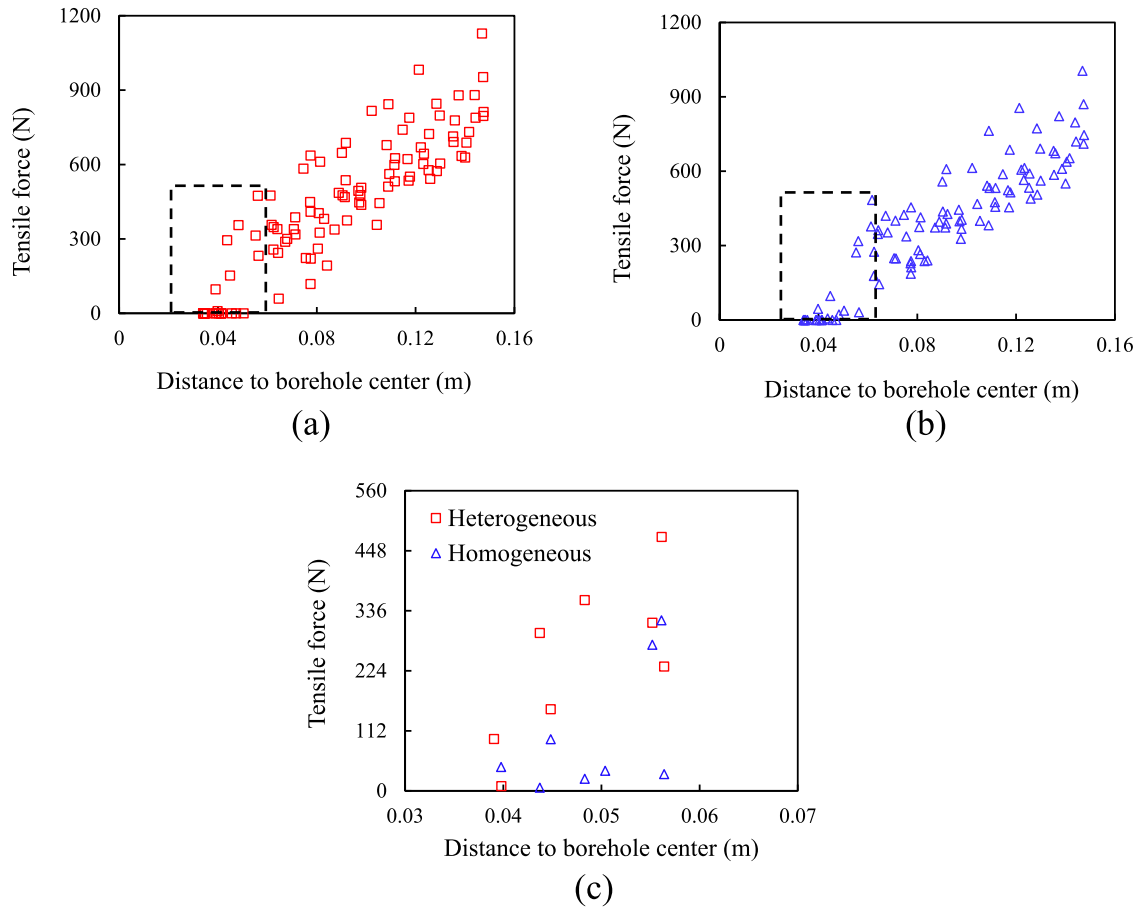 1200
900
600
300
0
0
0.04
0.08
0.12
0.16
Tensile force (N)
Distance to borehole center (m)
(a)
1200
900
600
300
0
0
0.04
0.08
0.12
0.16
Tensile force (N)
Distance to borehole center (m)
(b)
560
448
336
224
112
0
0.03
0.04
0.05
0.06
0.07
Tensile force (N)
Heterogeneous
Homogeneous
Distance to borehole center (m)
(c)